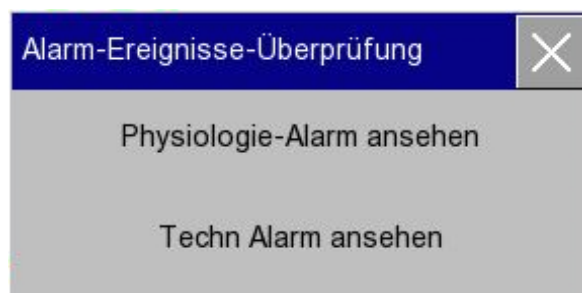 Alarm-Ereignisse-Überprüfung
Physiologie-Alarm ansehen
Techn Alarm ansehen